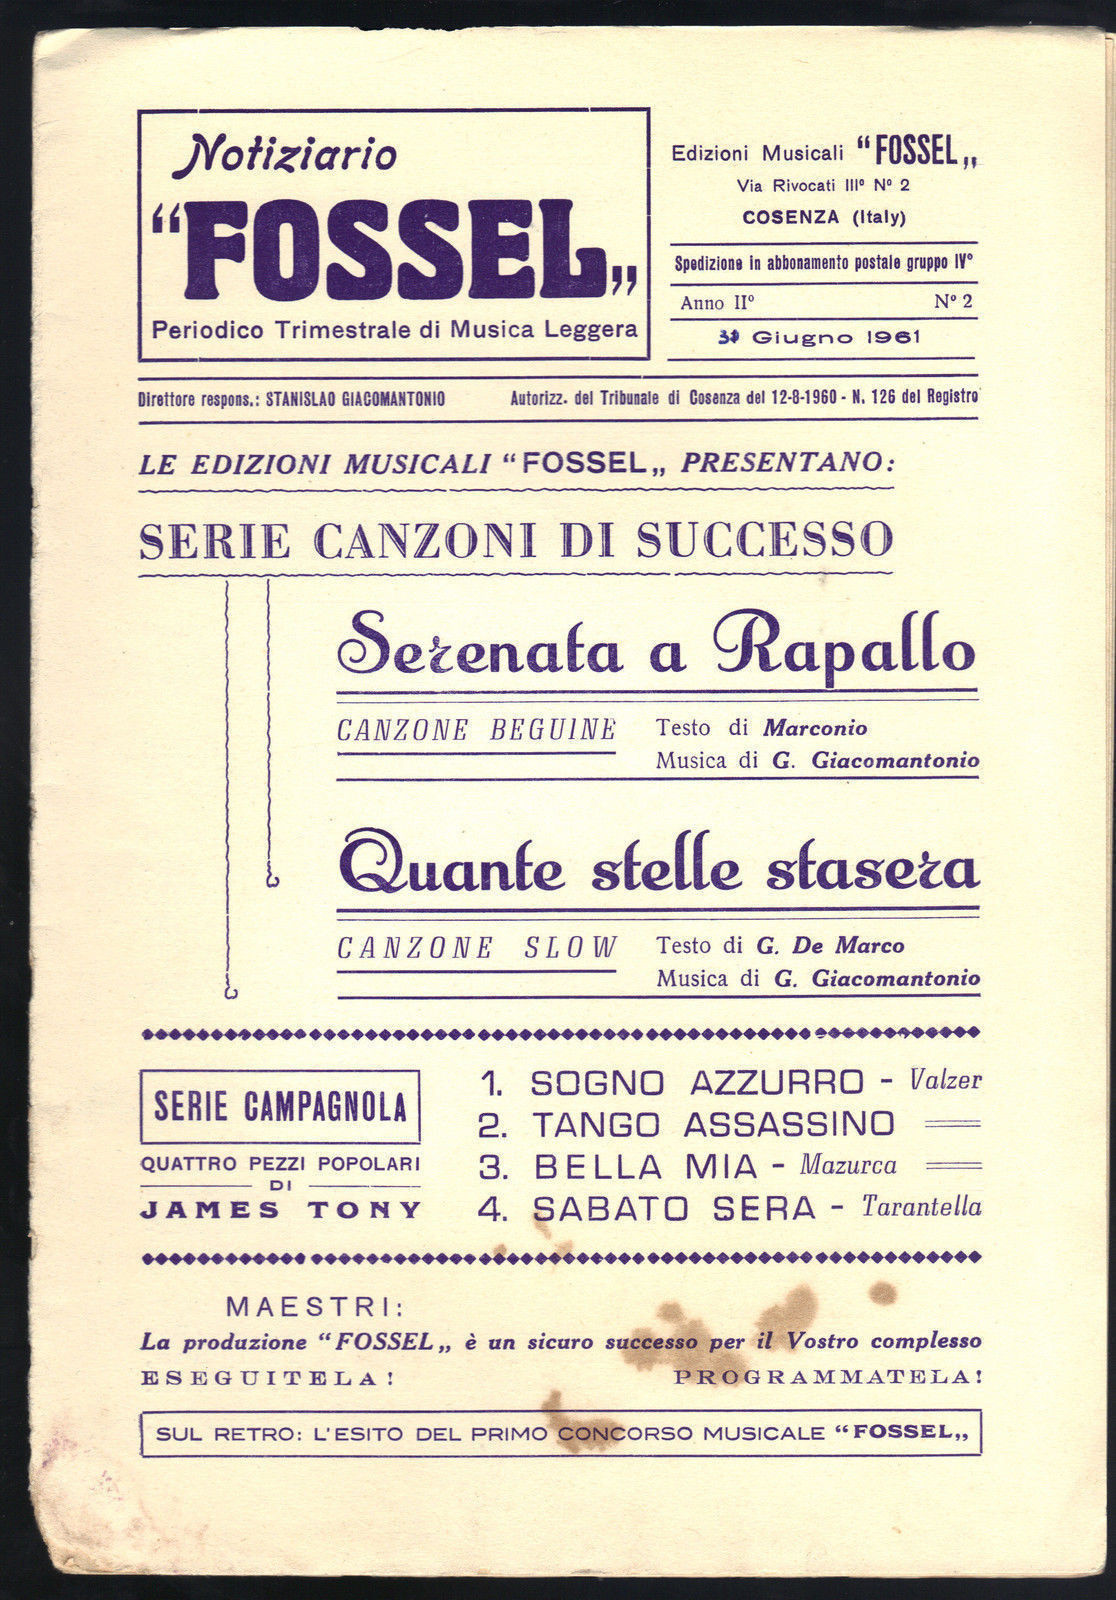 Notiziario
“FOSSEL„
Periodico Trimestrale di Musica Leggera
Edizioni Musicali “FOSSEL„
Via Rivocati IIIº Nº 2
COSENZA (Italy)
Spedizione in abbonamento postale gruppo IVº
Anno IIº Nº 2
Giugno 1961
Direttore respons.: STANISLAO GIACOMANTONIO Autorizz. del Tribunale di Cosenza del 12-8-1960 - N. 126 del Registro
LE EDIZIONI MUSICALI “FOSSEL„ PRESENTANO:
SERIE CANZONI DI SUCCESSO
Serenata a Rapallo
CANZONE BEGUINE Testo di Marconio
Musica di G. Giacomantonio
Quante stelle stasera
CANZONE SLOW Testo di G. De Marco
Musica di G. Giacomantonio
SERIE CAMPAGNOLA
QUATTRO PEZZI POPOLARI
DI
JAMES TONY
1. SOGNO AZZURRO - Valzer
2. TANGO ASSASSINO
3. BELLA MIA - Mazurca
4. SABATO SERA - Tarantella
MAESTRI:
La produzione “FOSSEL„ è un sicuro successo per il Vostro complesso
ESEGUITELA! PROGRAMMATELA!
SUL RETRO: L'ESITO DEL PRIMO CONCORSO MUSICALE “FOSSEL„